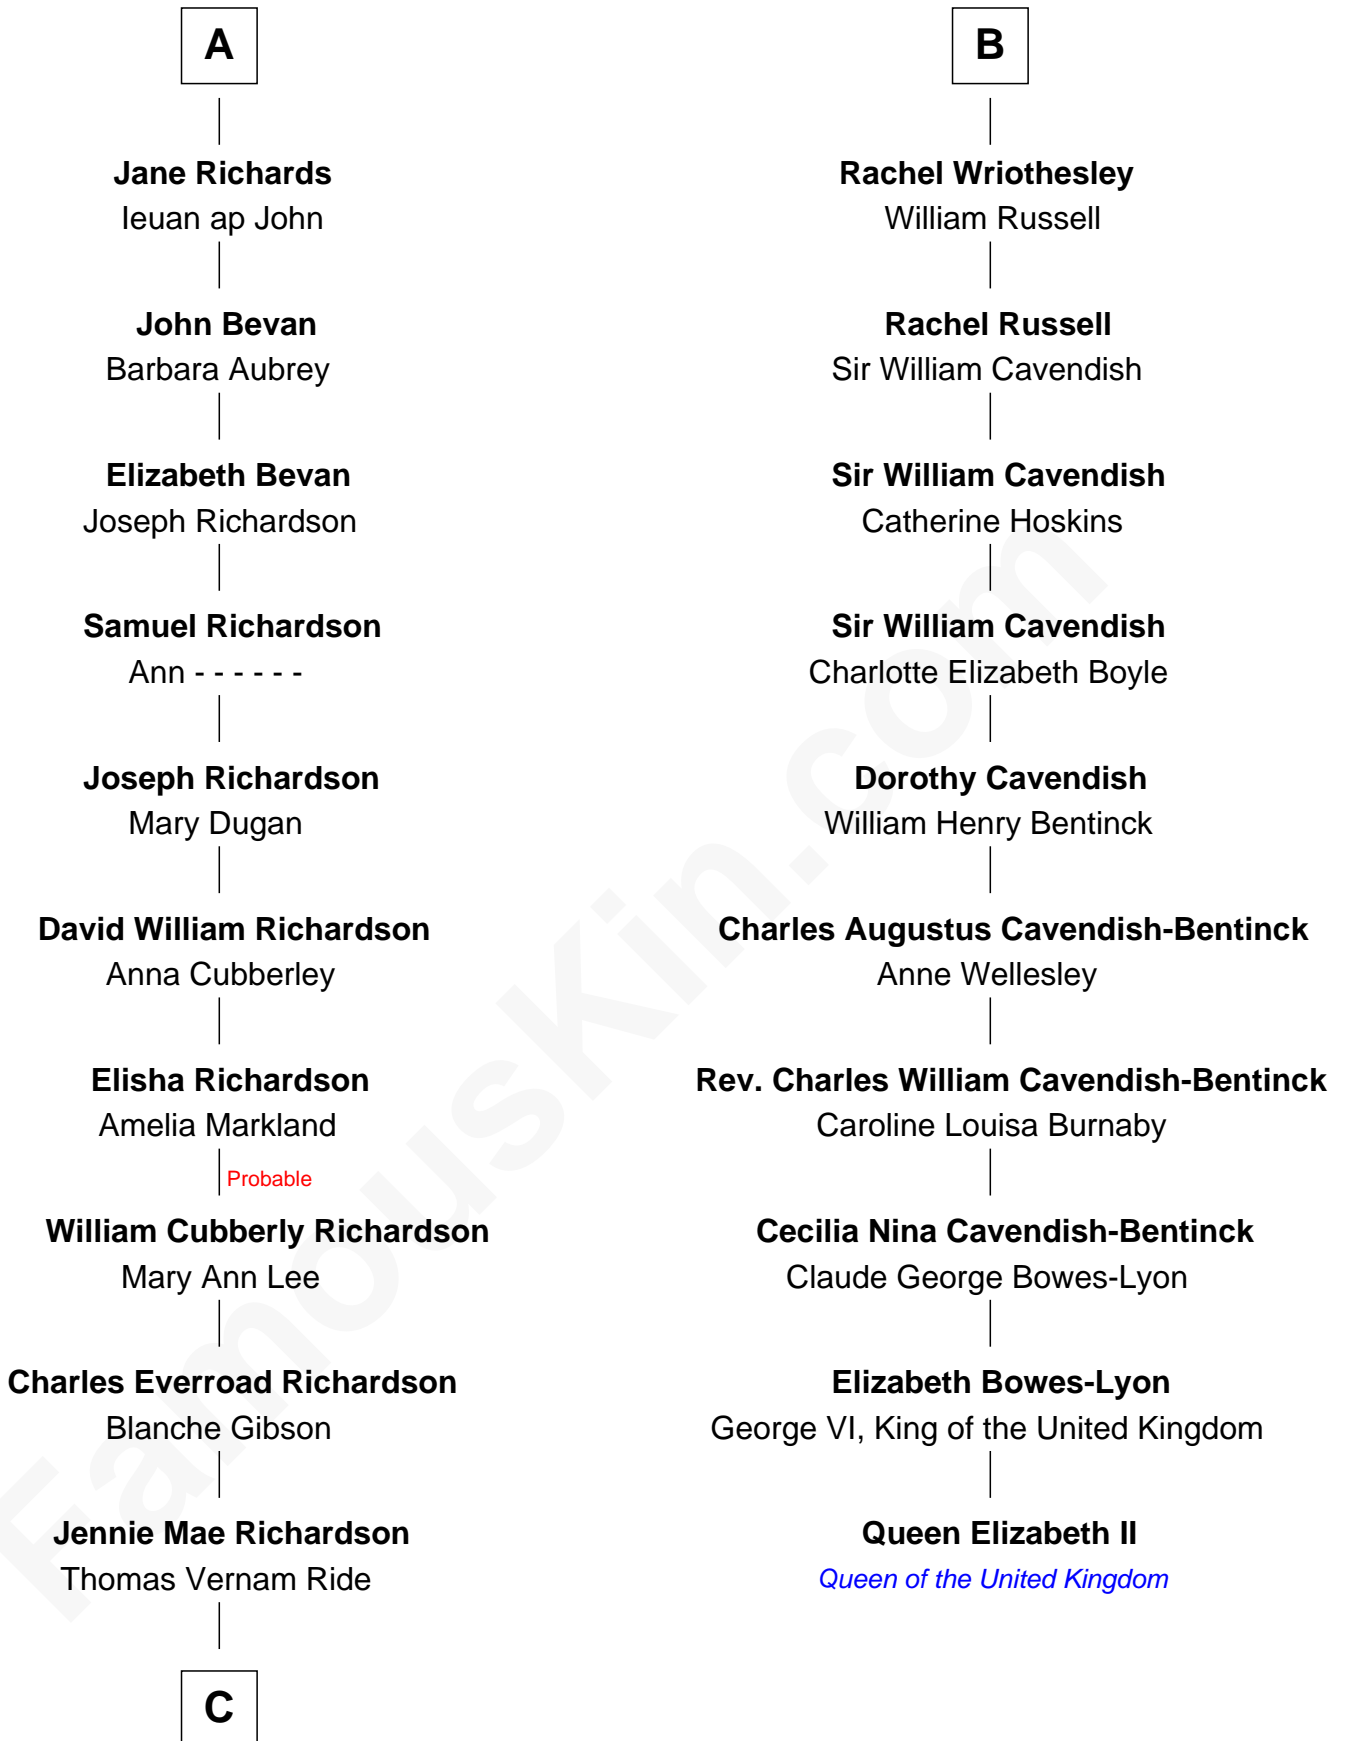 A
Jane Richards
Ieuan ap John
John Bevan
Barbara Aubrey
Elizabeth Bevan
Joseph Richardson
Samuel Richardson
Ann - - - - - -
Joseph Richardson
Mary Dugan
David William Richardson
Anna Cubberley
Elisha Richardson
Amelia Markland
Probable
William Cubberly Richardson
Mary Ann Lee
Charles Everroad Richardson
Blanche Gibson
Jennie Mae Richardson
Thomas Vernam Ride
C
B
Rachel Wriothesley
William Russell
Rachel Russell
Sir William Cavendish
Sir William Cavendish
Catherine Hoskins
Sir William Cavendish
Charlotte Elizabeth Boyle
Dorothy Cavendish
William Henry Bentinck
Charles Augustus Cavendish-Bentinck
Anne Wellesley
Rev. Charles William Cavendish-Bentinck
Caroline Louisa Burnaby
Cecilia Nina Cavendish-Bentinck
Claude George Bowes-Lyon
Elizabeth Bowes-Lyon
George VI, King of the United Kingdom
Queen Elizabeth II
Queen of the United Kingdom
FamousKin.com